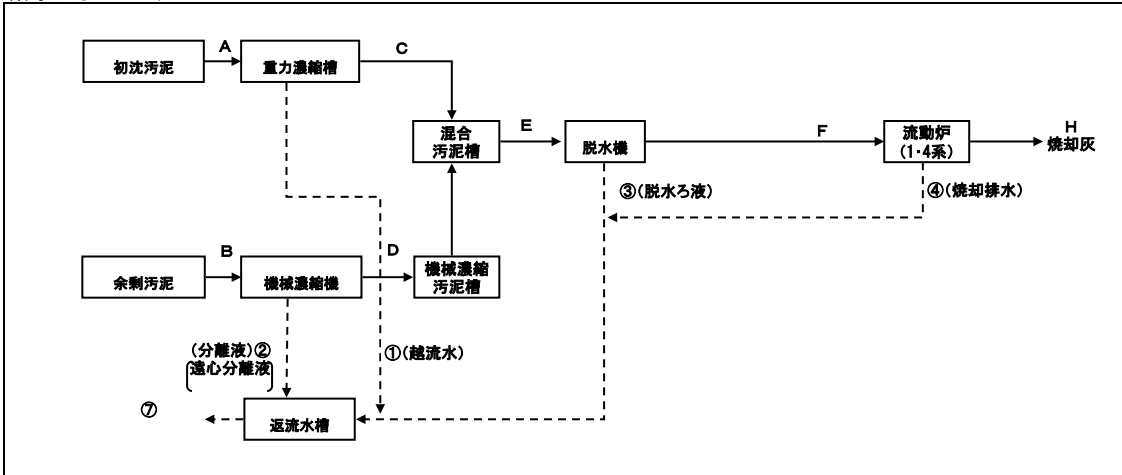 A
C
初沈汚泥
重力濃縮槽
混合
汚泥槽
E
脱水機
F
流動炉
(1・4系)
H
焼却灰
③(脱水ろ液)
④(焼却排水)
B
D
余剰汚泥
機械濃縮機
機械濃縮
汚泥槽
(分離液)②
遠心分離液
①(越流水)
⑦
返流水槽